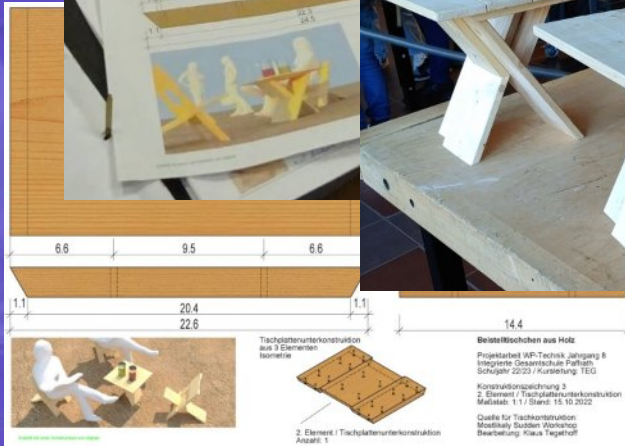 22.5
24.5
1.1
6.6
9.5
6.6
1.1
20.4
1.1
22.6
14.4
Tischplattenunterkonstruktion
aus 3 Elementen
Isometrie
2. Element / Tischplattenunterkonstruktion
Anzahl: 1
Beistelltischchen aus Holz
Projektarbeit WP-Technik Jahrgang 8
Integrierte Gesamtschule Paffrath
Schuljahr 22/23 / Kursleitung: TEG
Konstruktionszeichnung 3
2. Element / Tischplattenunterkonstruktion
Maßstab: 1:1 / Stand: 15.10.2022
Quelle für Tischkontstruktion:
Mostlikely Sudden Workshop
Bearbeitung: Klaus Tegethoff